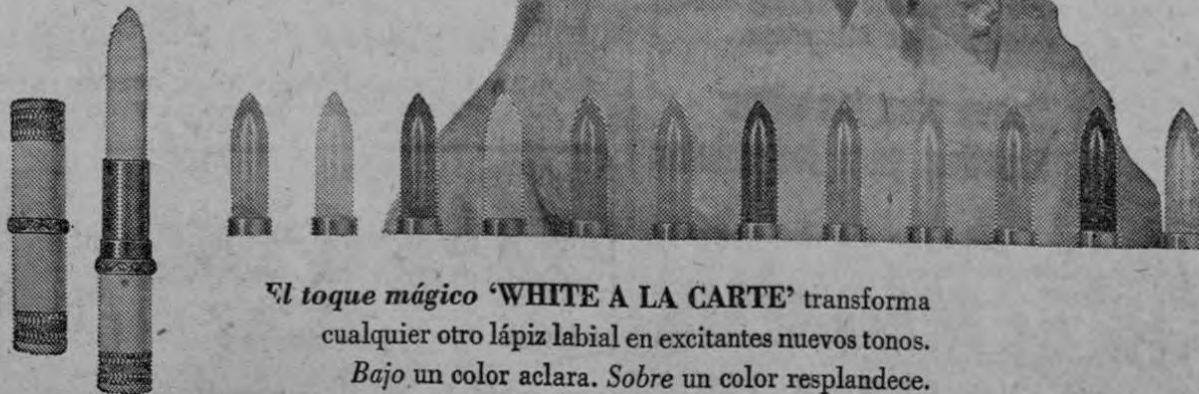 El toque mágico ‘WHITE A LA CARTE’ transforma
cualquier otro lápiz labial en excitantes nuevos tonos.
Bajo un color aclara. Sobre un color resplandece.